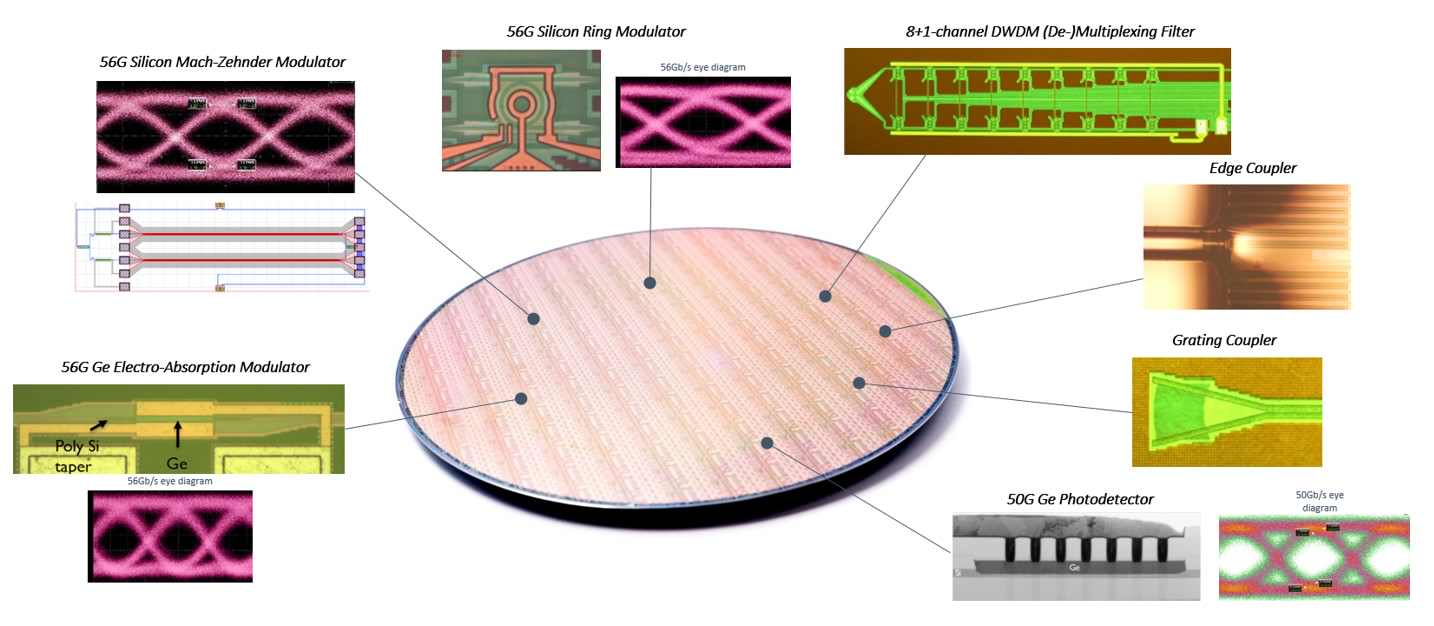 56G Silicon Ring Modulator
8+1-channel DWDM (De-)Multiplexing Filter
56G Silicon Mach-Zehnder Modulator
56Gb/s eye diagram
Edge Coupler
Grating Coupler
56G Ge Electro-Absorption Modulator
Poly Si
taper
Ge
56Gb/s eye diagram
50G Ge Photodetector
50Gb/s eye
diagram
Ge
Si